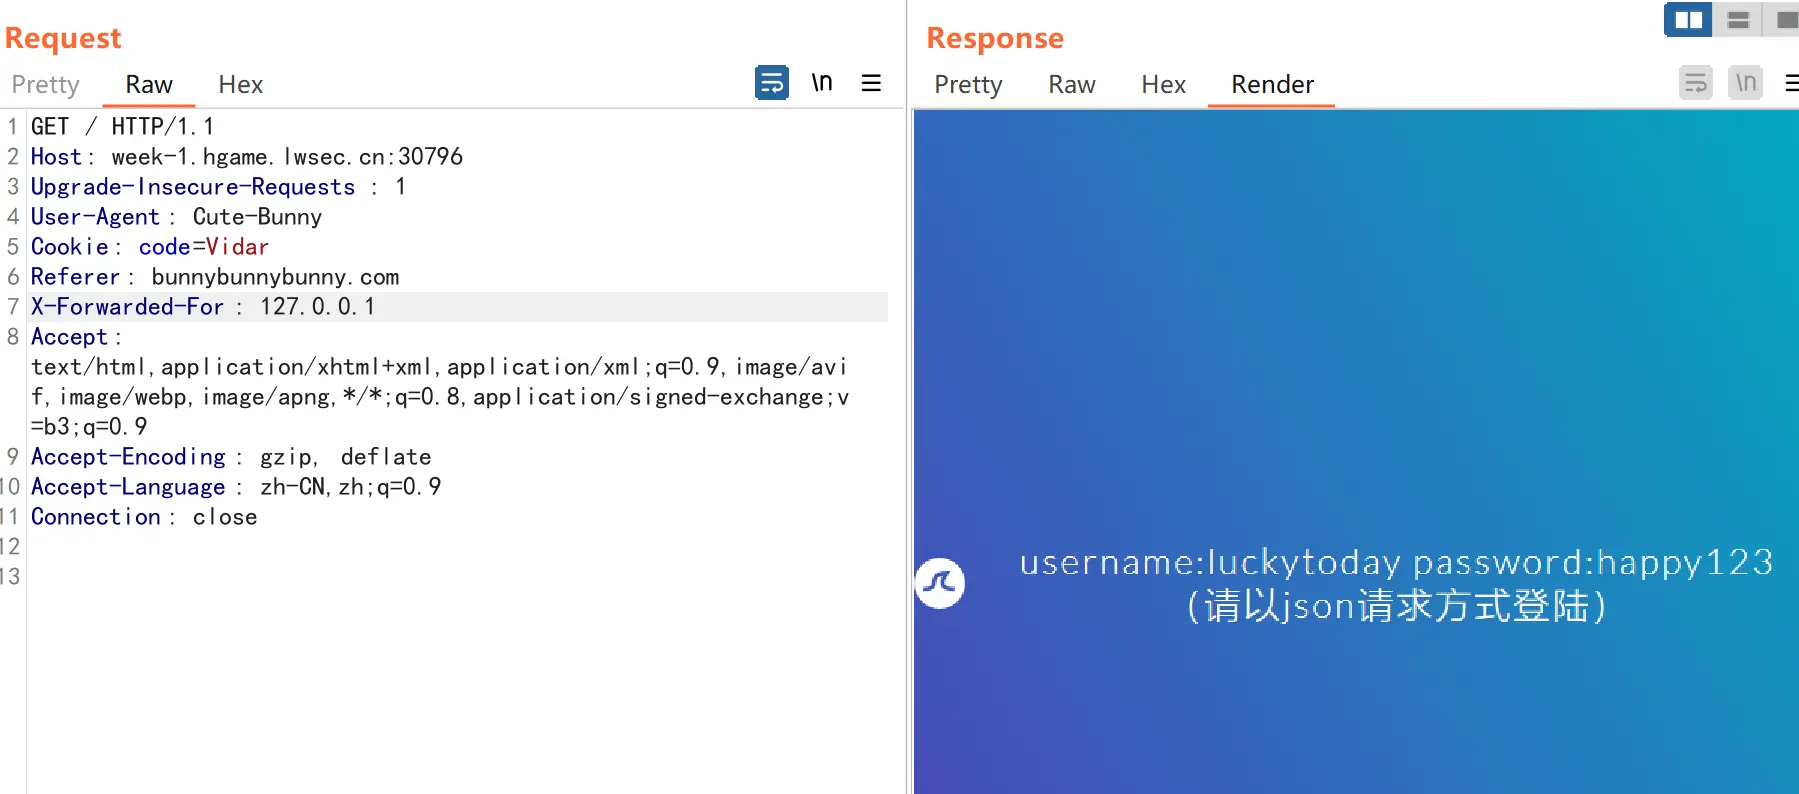 Request
Pretty Raw Hex \n
1 GET / HTTP/1.1
2 Host: week-1.hgame.lwsec.cn:30796
3 Upgrade-Insecure-Requests: 1
4 User-Agent: Cute-Bunny
5 Cookie: code=Vidar
6 Referer: bunnybunnybunny.com
7 X-Forwarded-For: 127.0.0.1
8 Accept:
text/html,application/xhtml+xml,application/xml;q=0.9,image/avi
f,image/webp,image/apng,*/*;q=0.8,application/signed-exchange;v
=b3;q=0.9
9 Accept-Encoding: gzip, deflate
10 Accept-Language: zh-CN,zh;q=0.9
11 Connection: close
12
13
Response
Pretty Raw Hex Render \n
username:luckytoday password:happy123
(请以json请求方式登陆)